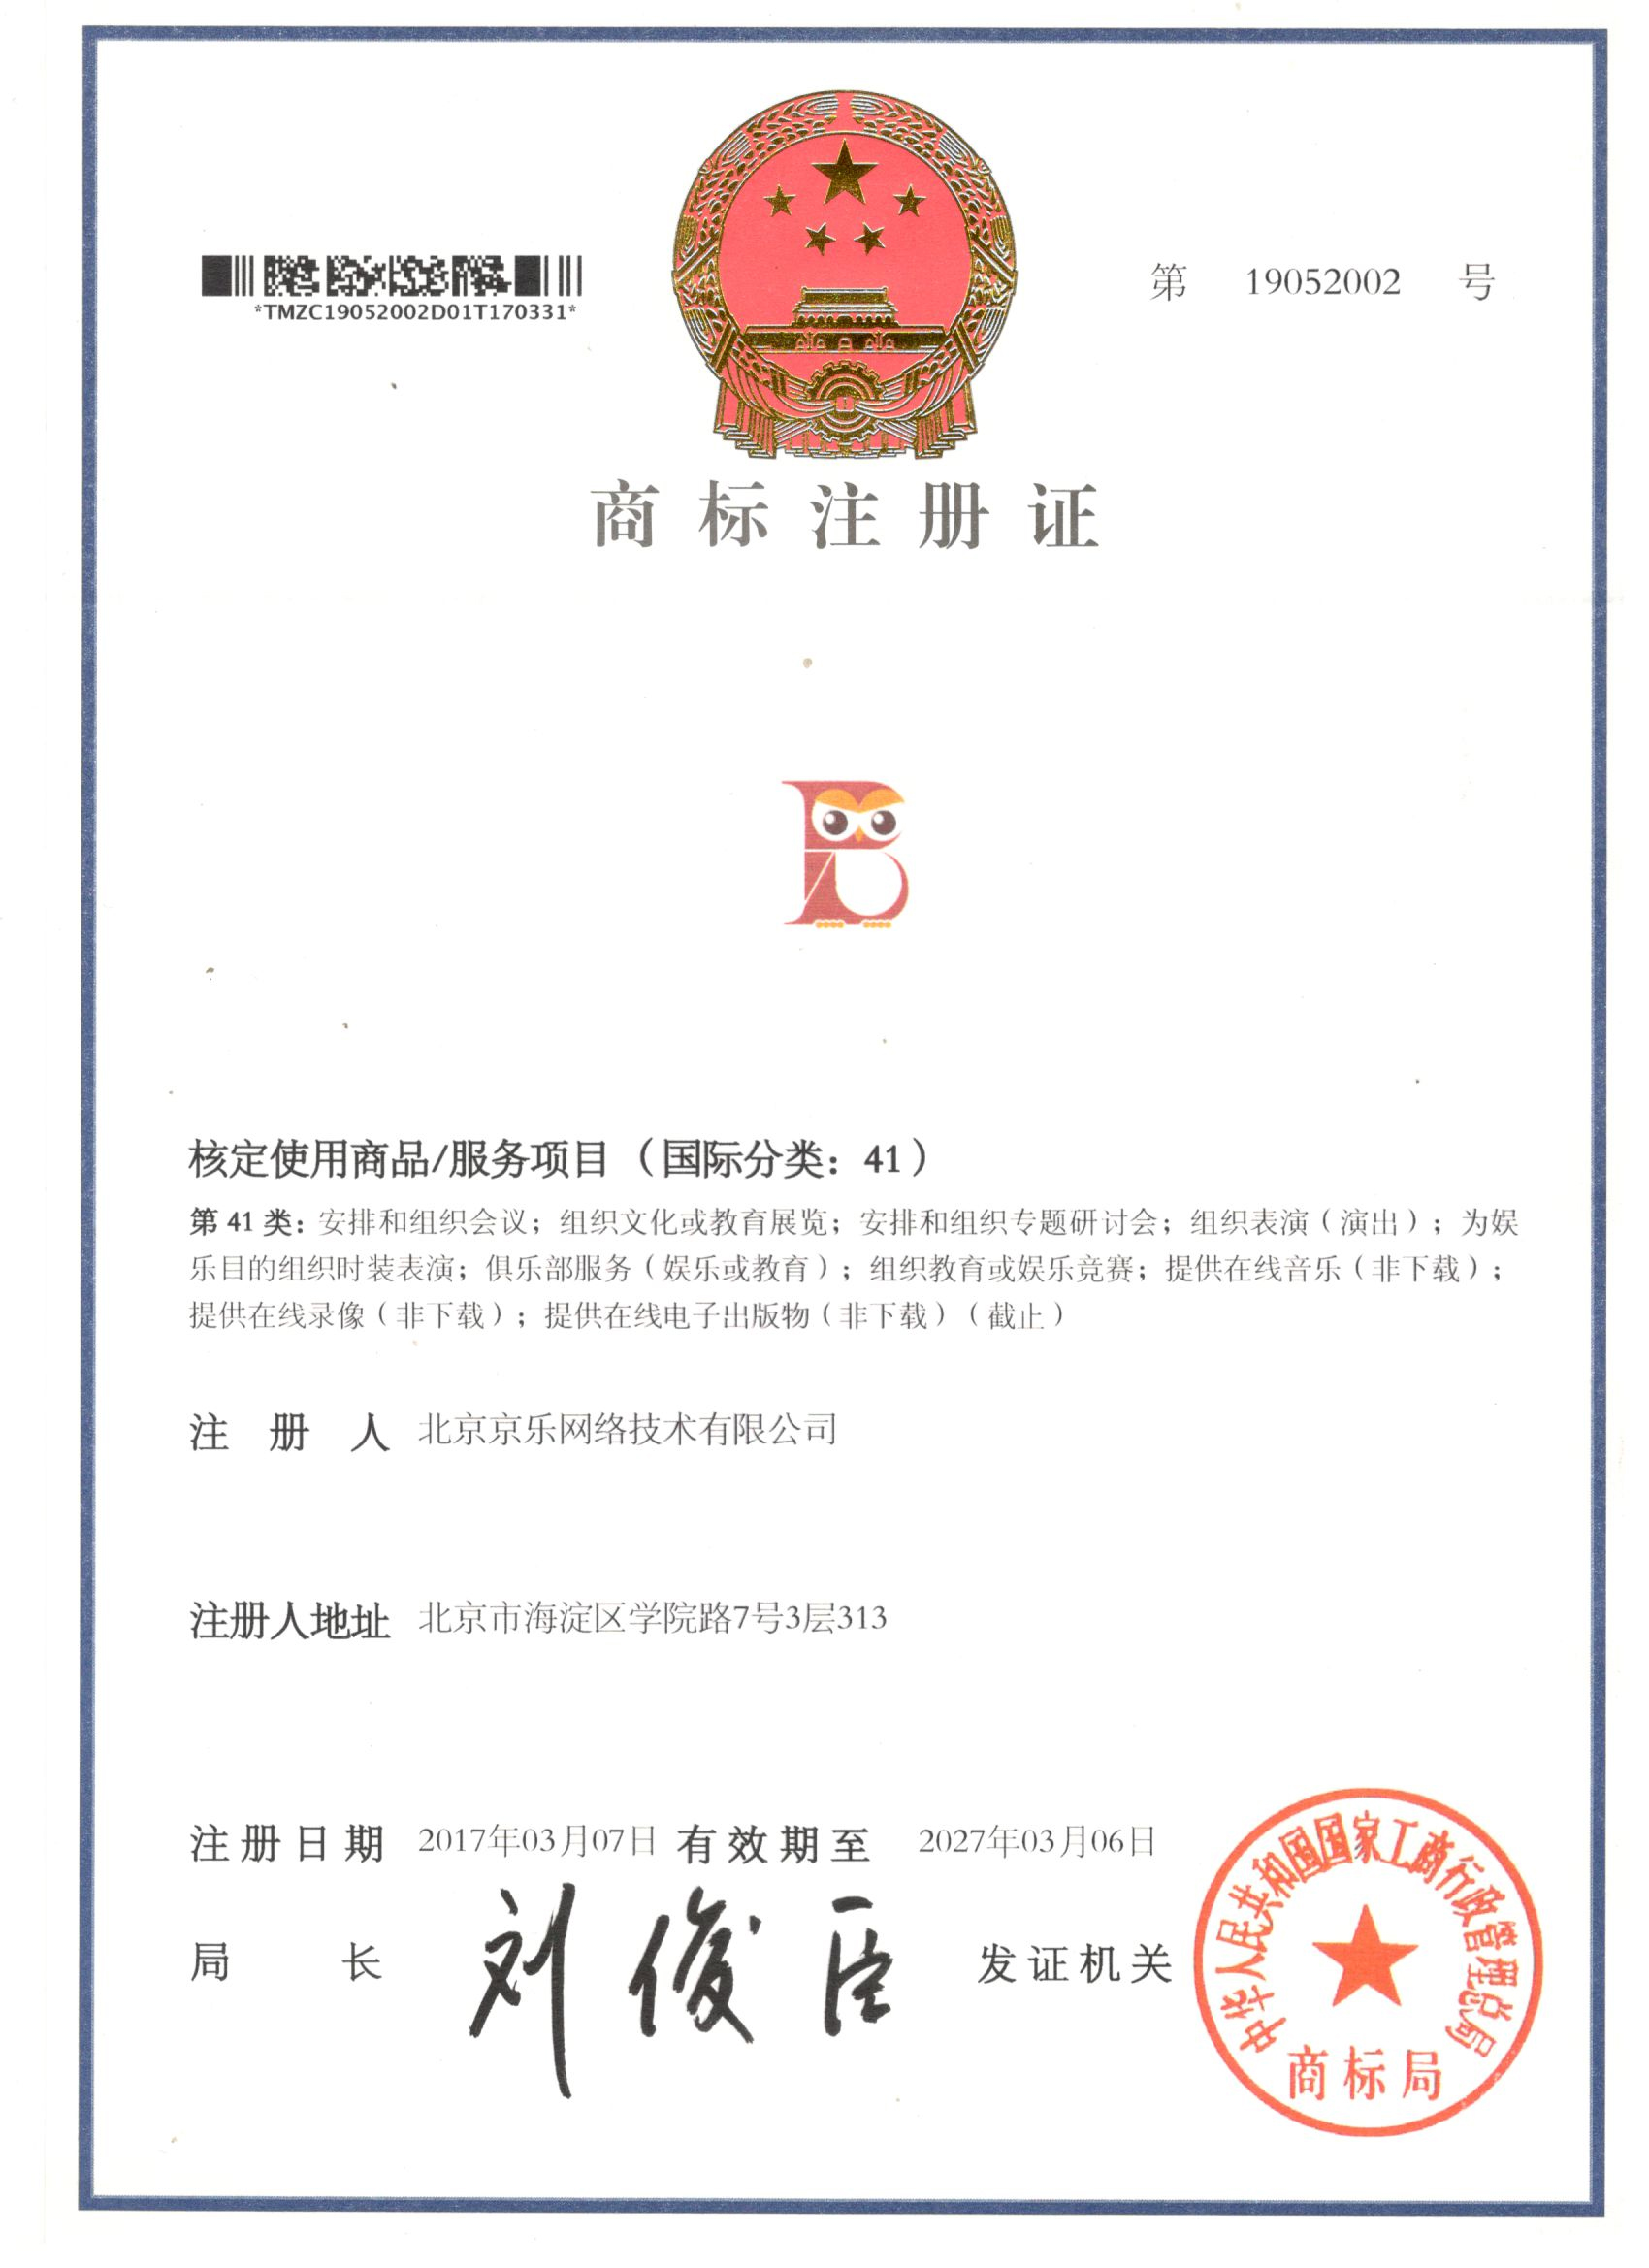 第 19052002 号
*TMZC19052002D01T170331*
商标注册证
核定使用商品/服务项目（国际分类：41）
第 41 类：安排和组织会议；组织文化或教育展览；安排和组织专题研讨会；组织表演（演出）；为娱
乐目的组织时装表演；俱乐部服务（娱乐或教育）；组织教育或娱乐竞赛；提供在线音乐（非下载）；
提供在线录像（非下载）；提供在线电子出版物（非下载）（截止）
注册人 北京京乐网络技术有限公司
注册人地址 北京市海淀区学院路7号3层313
注册日期 2017年03月07日 有效期至 2027年03月06日
局长 刘俊臣 发证机关
中华人民共和国国家工商行政管理总局
商标局